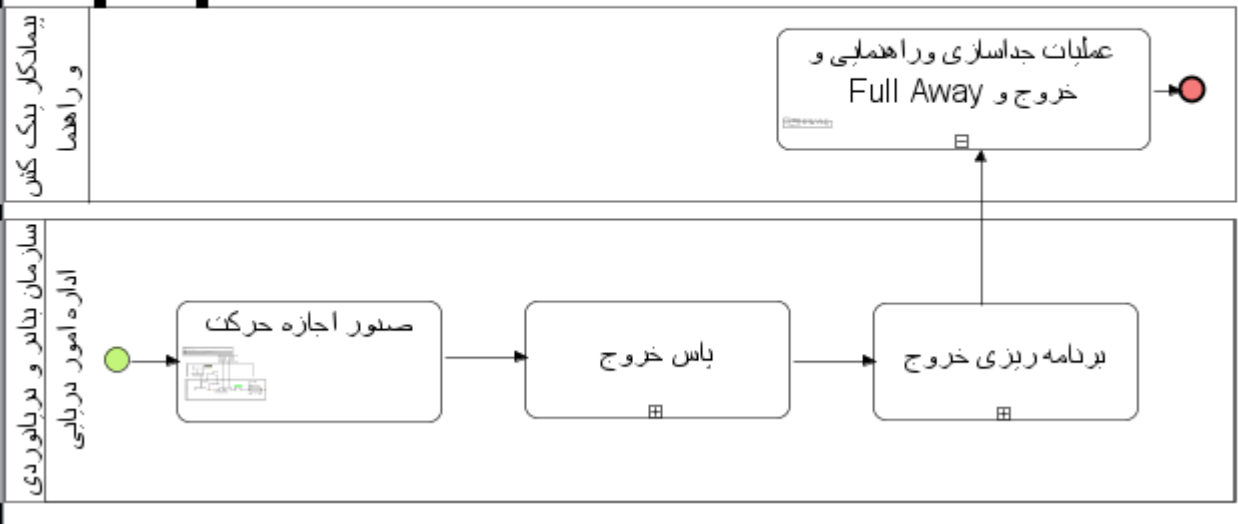 پیمانکار یدک کش
و راهنما
عملیات جداسازی وراهنمایی و
خروج و Full Away
سازمان بنادر و دریانوردی
اداره امور دریایی
صدور اجازه حرکت
پاس خروج
برنامه ریزی خروج